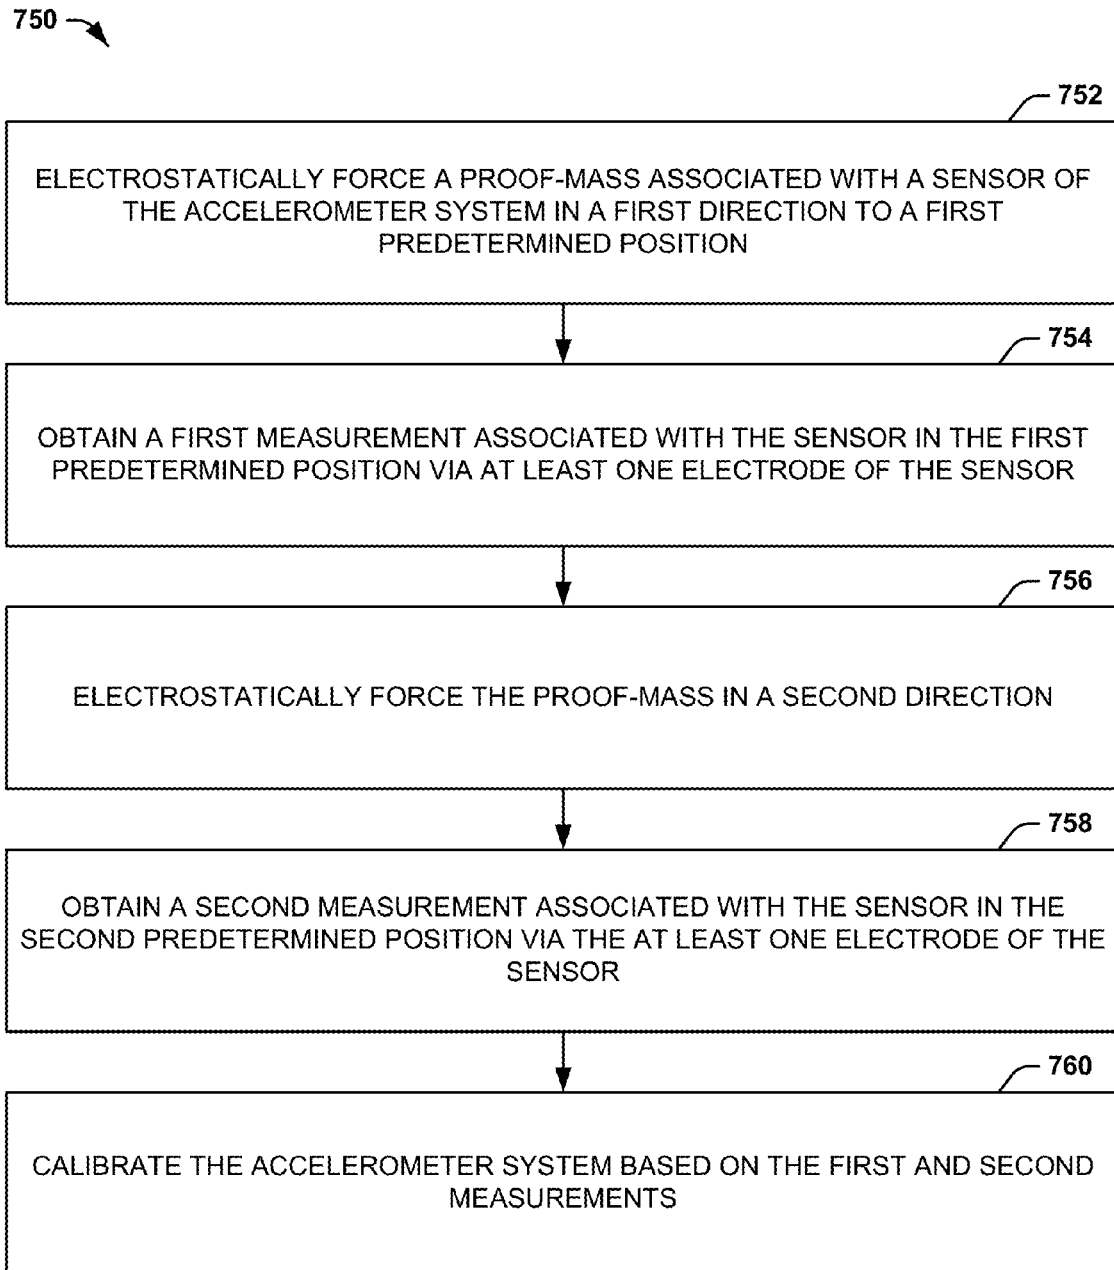 750
752
ELECTROSTATICALLY FORCE A PROOF-MASS ASSOCIATED WITH A SENSOR OF
THE ACCELEROMETER SYSTEM IN A FIRST DIRECTION TO A FIRST
PREDETERMINED POSITION
754
OBTAIN A FIRST MEASUREMENT ASSOCIATED WITH THE SENSOR IN THE FIRST
PREDETERMINED POSITION VIA AT LEAST ONE ELECTRODE OF THE SENSOR
756
ELECTROSTATICALLY FORCE THE PROOF-MASS IN A SECOND DIRECTION
758
OBTAIN A SECOND MEASUREMENT ASSOCIATED WITH THE SENSOR IN THE
SECOND PREDETERMINED POSITION VIA THE AT LEAST ONE ELECTRODE OF THE
SENSOR
760
CALIBRATE THE ACCELEROMETER SYSTEM BASED ON THE FIRST AND SECOND
MEASUREMENTS